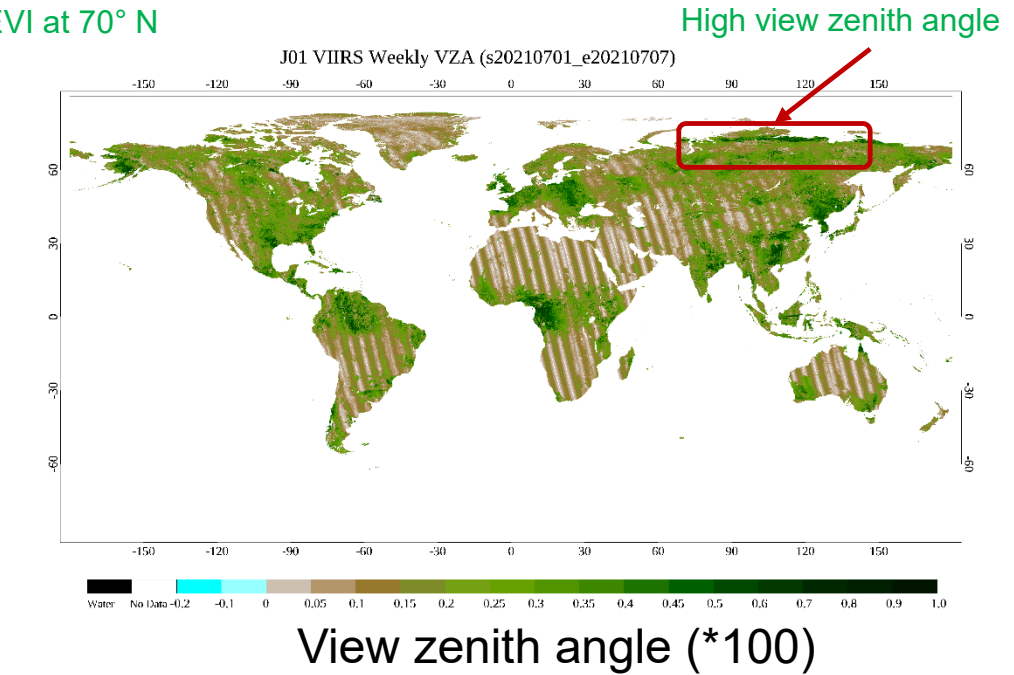 EVI at 70° N
High view zenith angle
J01 VIIRS Weekly VZA (s20210701_e20210707)
-150 -120 -90 -60 -30 0 30 60 90 120 150
60 60
30 30
0 0
-30 -30
-60 -60
-150 -120 -90 -60 -30 0 30 60 90 120 150
Water No Data -0.2 -0.1 0 0.05 0.1 0.15 0.2 0.25 0.3 0.35 0.4 0.45 0.5 0.6 0.7 0.8 0.9 1.0
View zenith angle (*100)